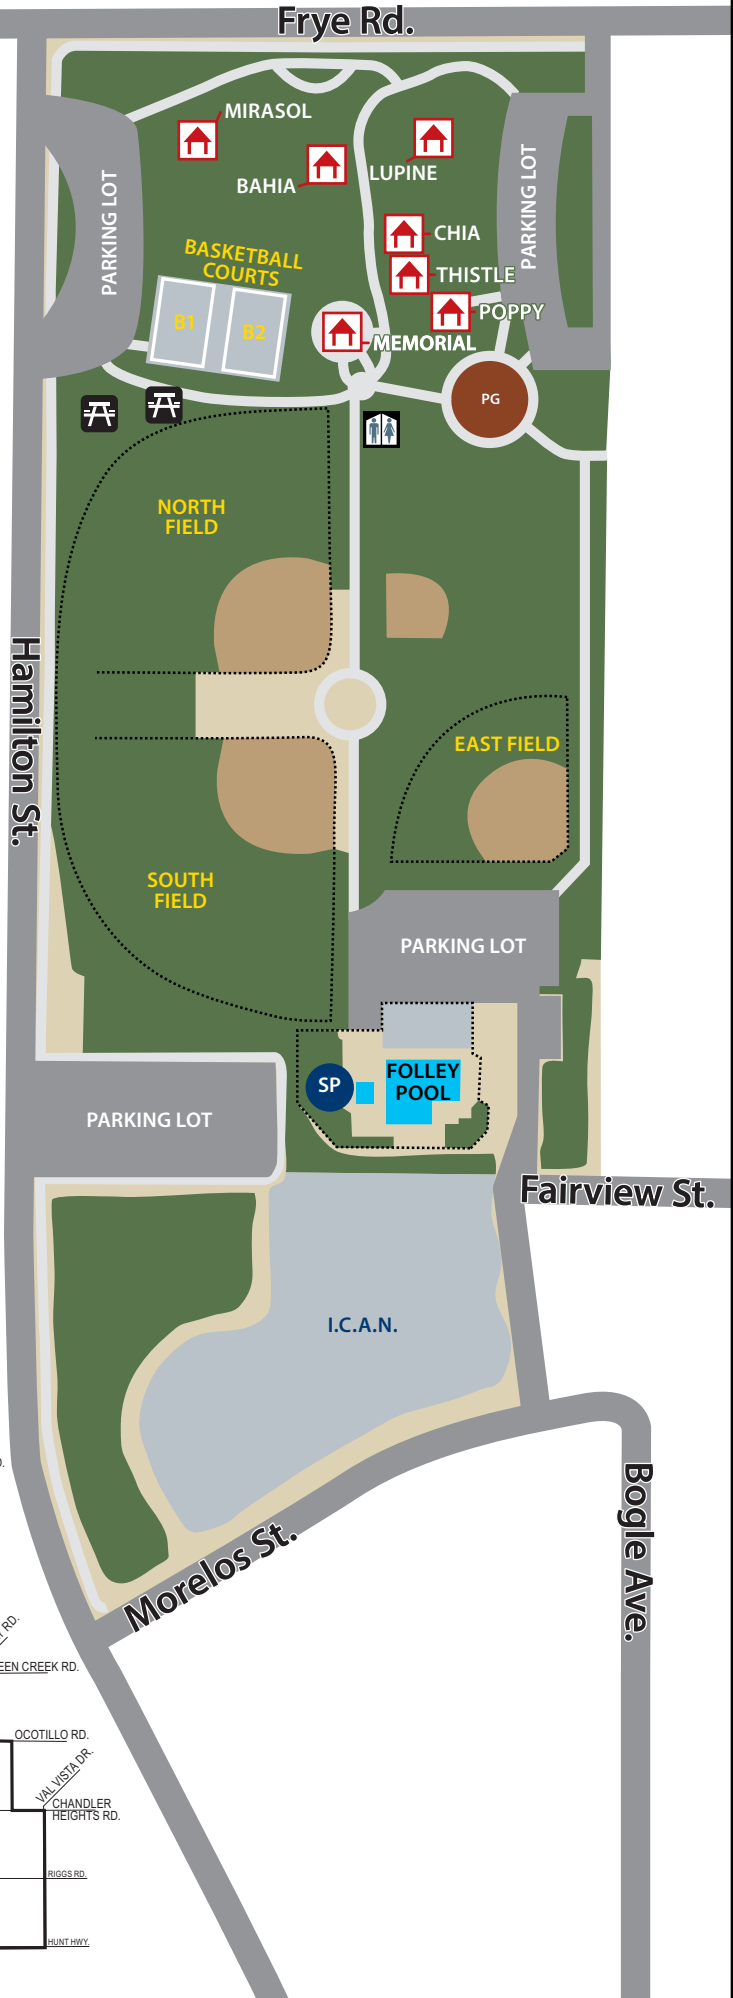 Frye Rd.
MIRASOL
BAHIA
LUPINE
PARKING LOT
PARKING LOT
CHIA
BASKETBALL
COURTS
THISTLE
POPPY
B1
B2
MEMORIAL
PG
NORTH
FIELD
Hamilton St.
EAST FIELD
SOUTH
FIELD
PARKING LOT
FOLLEY
POOL
SP
PARKING LOT
Fairview St.
I.C.A.N.
Bogle Ave.
Morelos St.
RD.
OCOTILLO RD.
VAL VISTA DR.
CHANDLER
HEIGHTS RD.
RIGGS RD.
HUNT HWY.